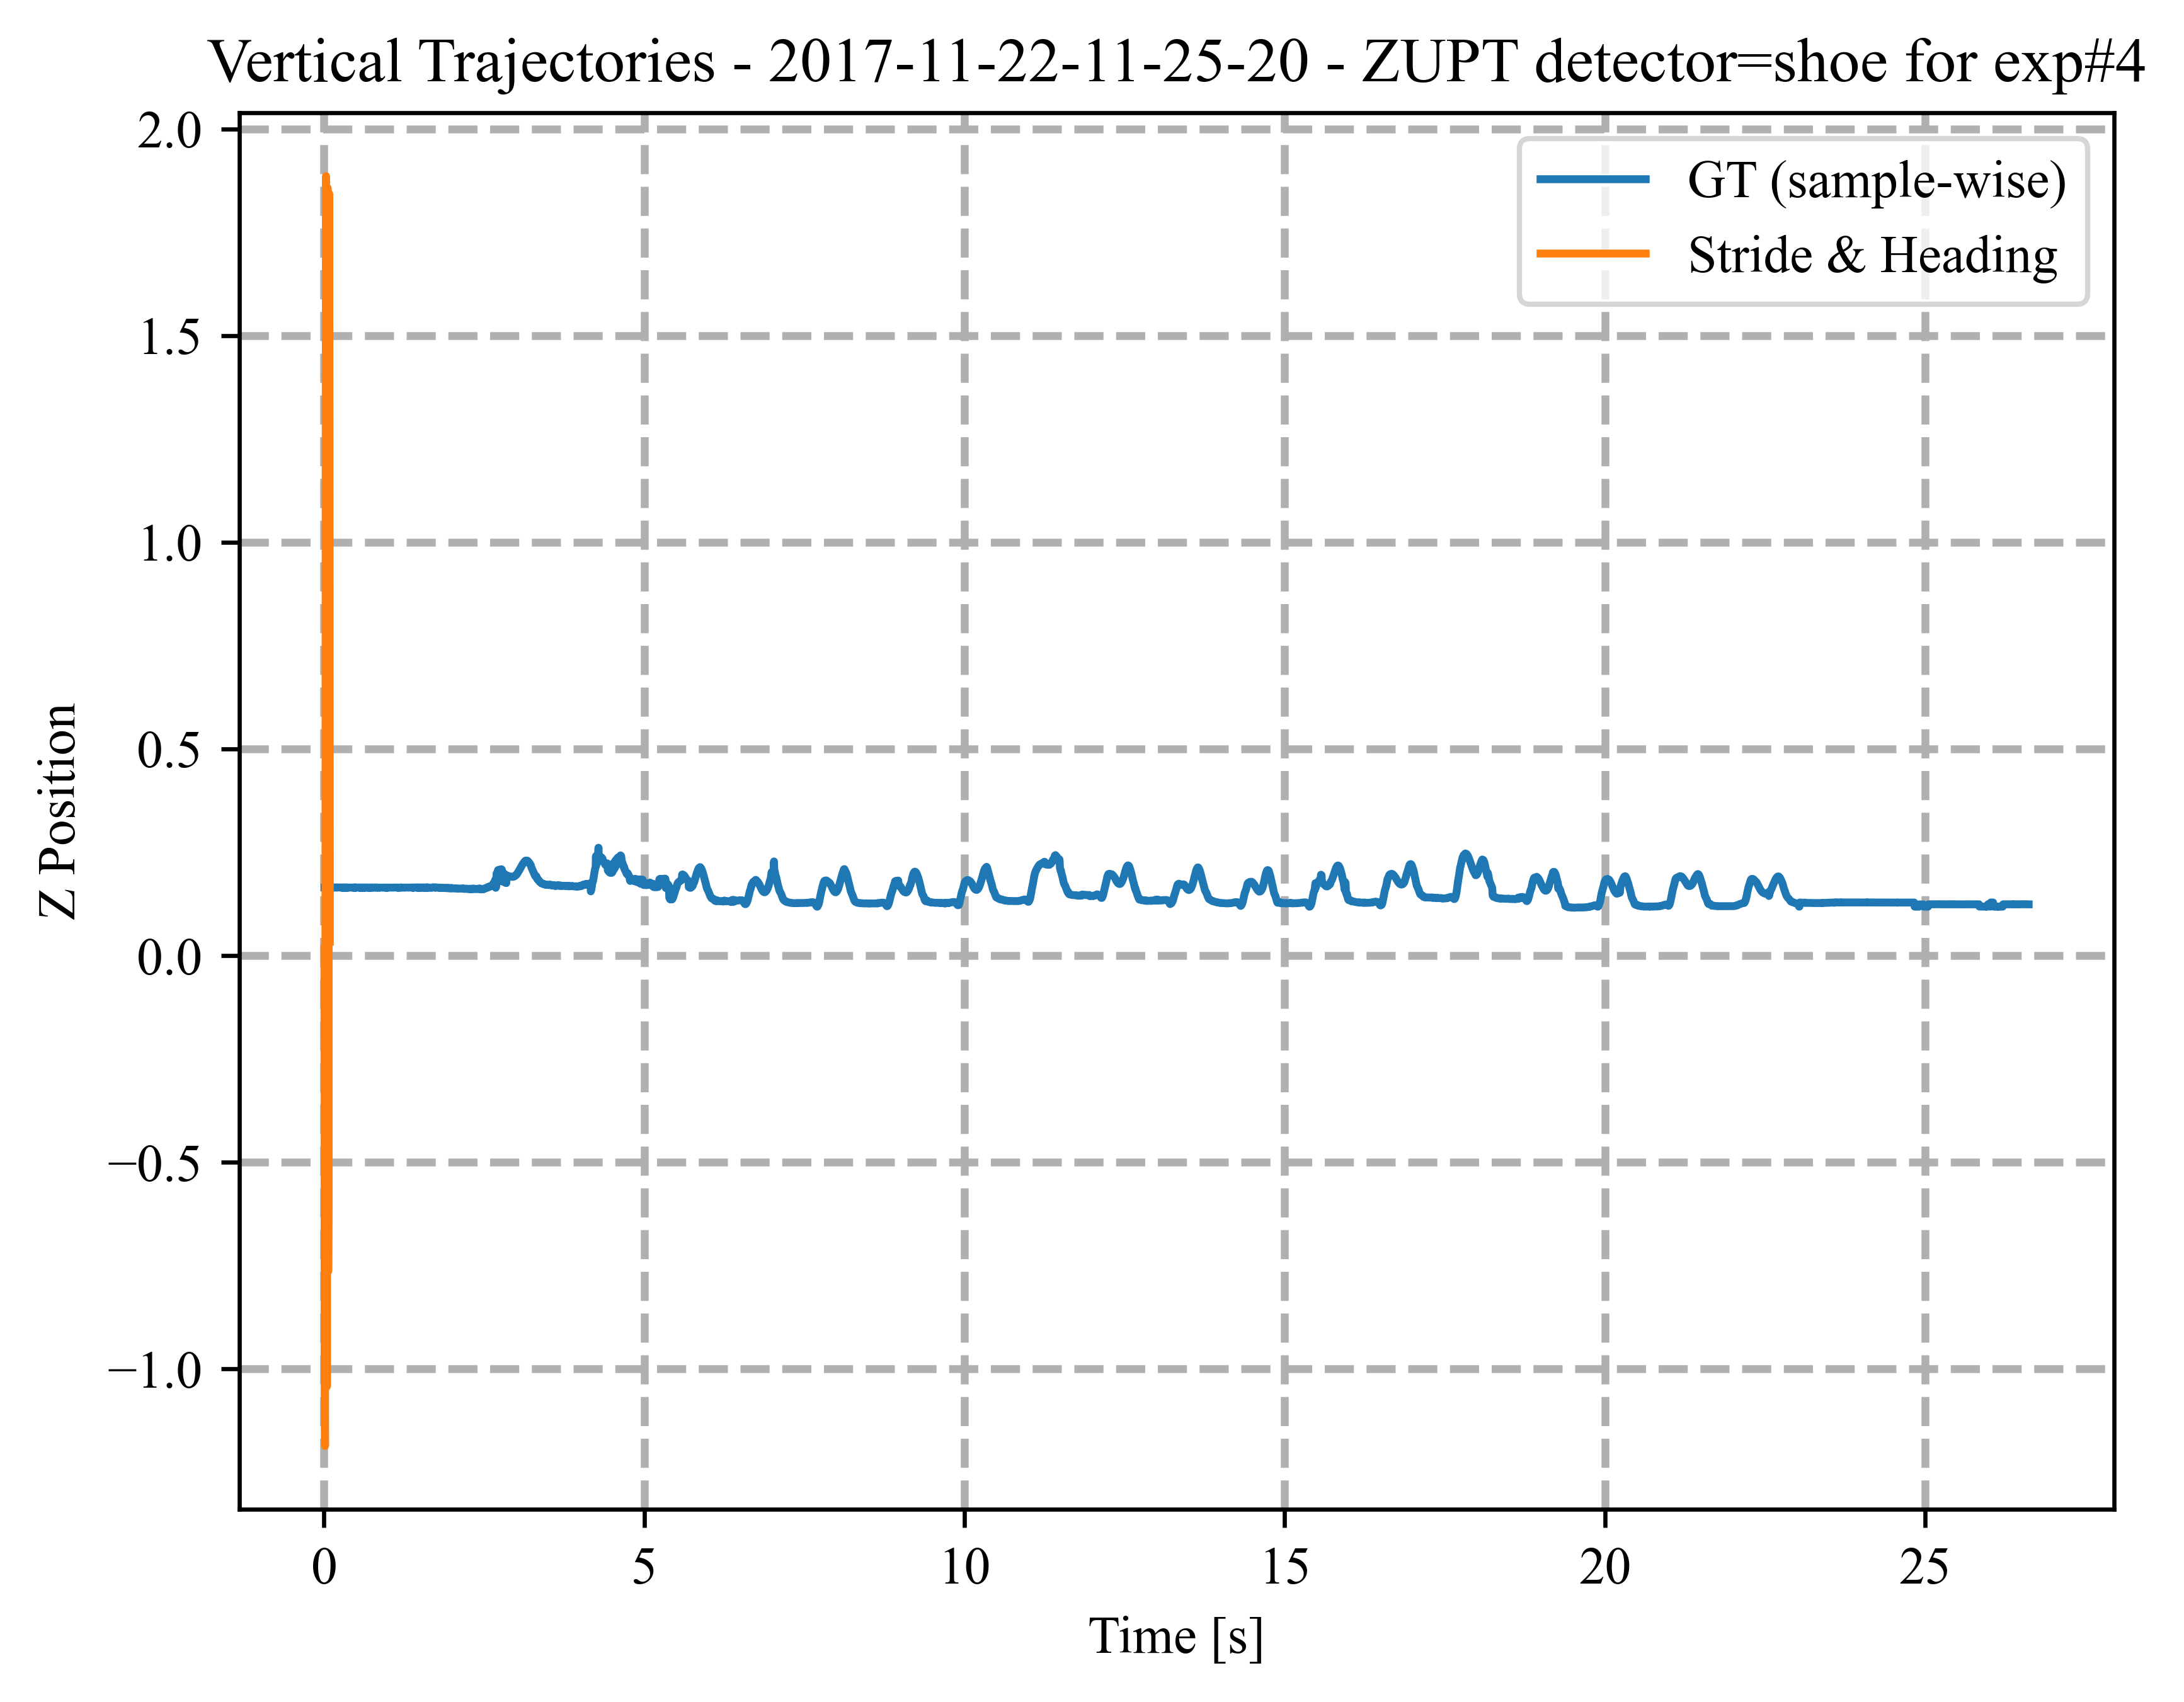 Vertical Trajectories - 2017-11-22-11-25-20 - ZUPT detector=shoe for exp#4
2.0
1.5
1.0
0.5
0.0
−0.5
−1.0
Z Position
GT (sample-wise)
Stride & Heading
0 5 10 15 20 25
Time [s]